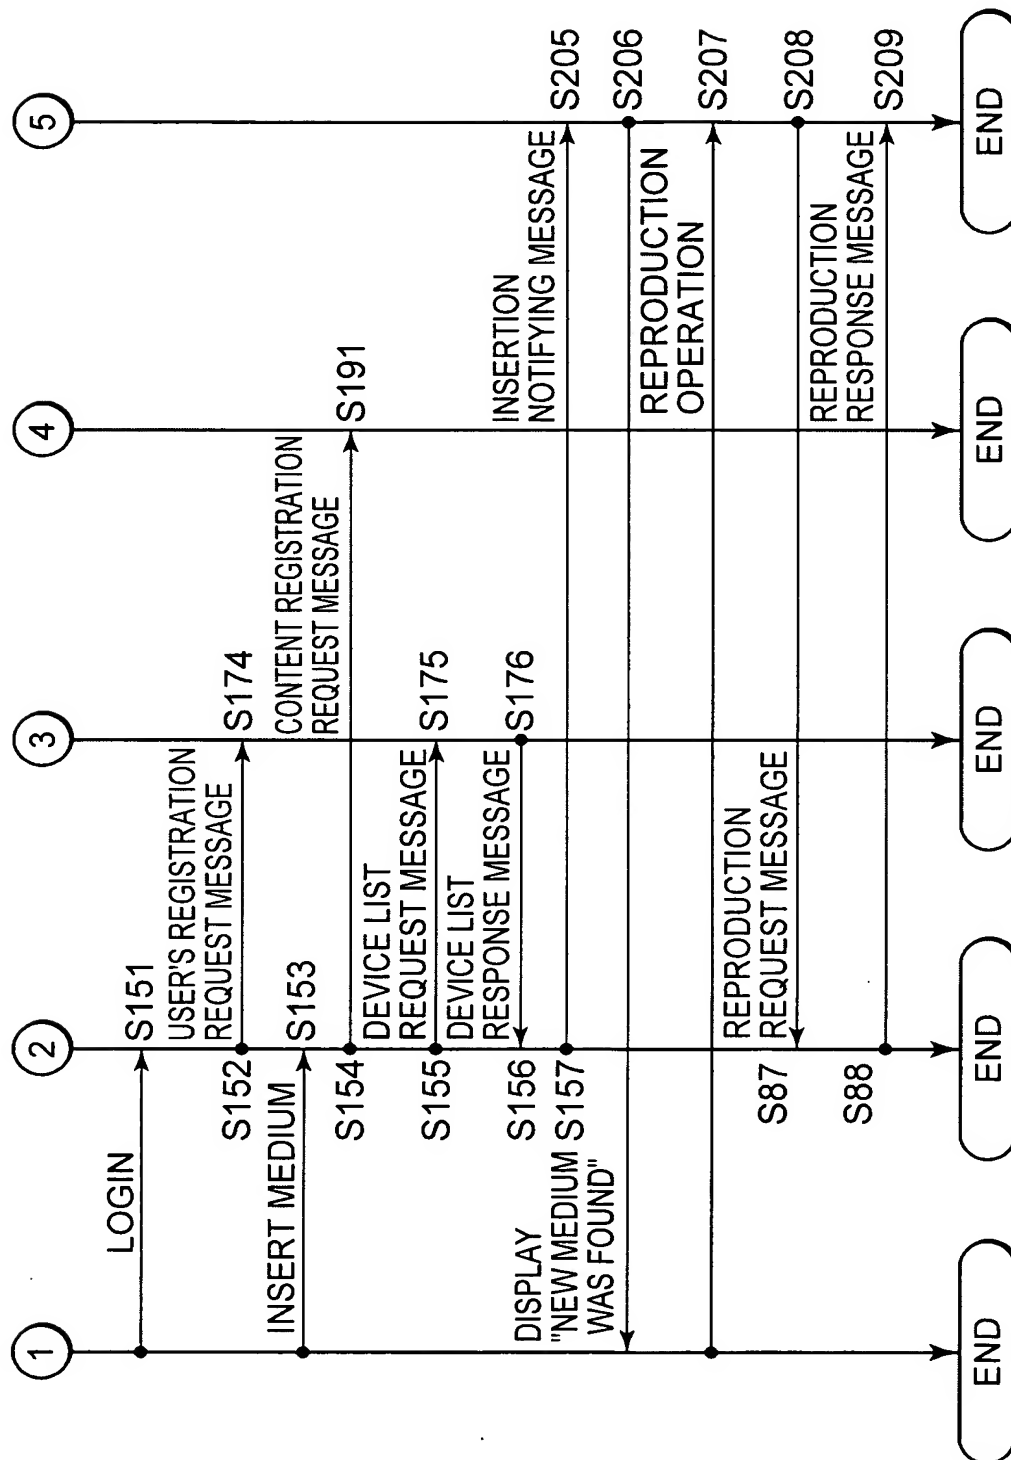 1
2
3
4
5
LOGIN
S151
USER'S REGISTRATION
REQUEST MESSAGE
S152
S174
INSERT MEDIUM
S153
CONTENT REGISTRATION
REQUEST MESSAGE
S154
S191
DEVICE LIST
REQUEST MESSAGE
S155
S175
DEVICE LIST
RESPONSE MESSAGE
S156
S176
INSERTION
NOTIFYING MESSAGE
S157
S205
DISPLAY
"NEW MEDIUM
WAS FOUND"
S206
REPRODUCTION
OPERATION
S207
REPRODUCTION
REQUEST MESSAGE
S87
S208
REPRODUCTION
RESPONSE MESSAGE
S88
S209
END
END
END
END
END